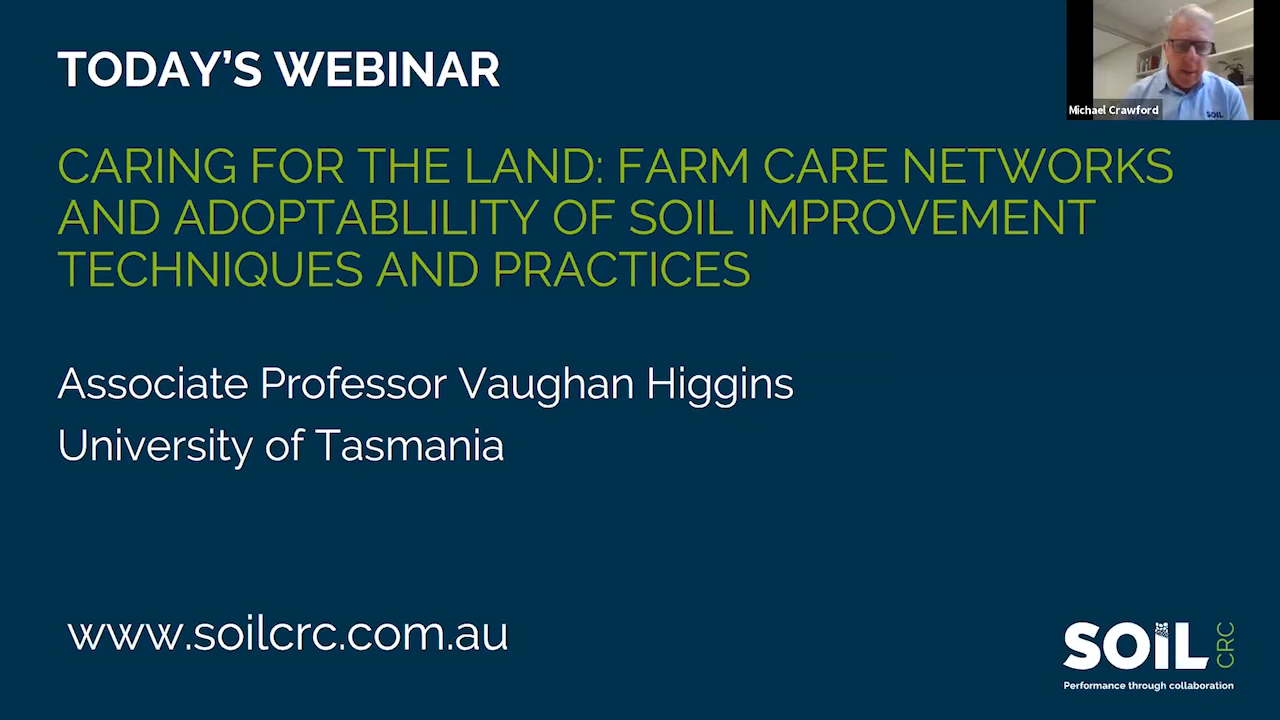 TODAY'S WEBINAR
Michael Crawford
SOIL
CARING FOR THE LAND: FARM CARE NETWORKS
AND ADOPTABLILITY OF SOIL IMPROVEMENT
TECHNIQUES AND PRACTICES
Associate Professor Vaughan Higgins
University of Tasmania
www.soilcrc.com.au
SOIL CRC
Performance through collaboration